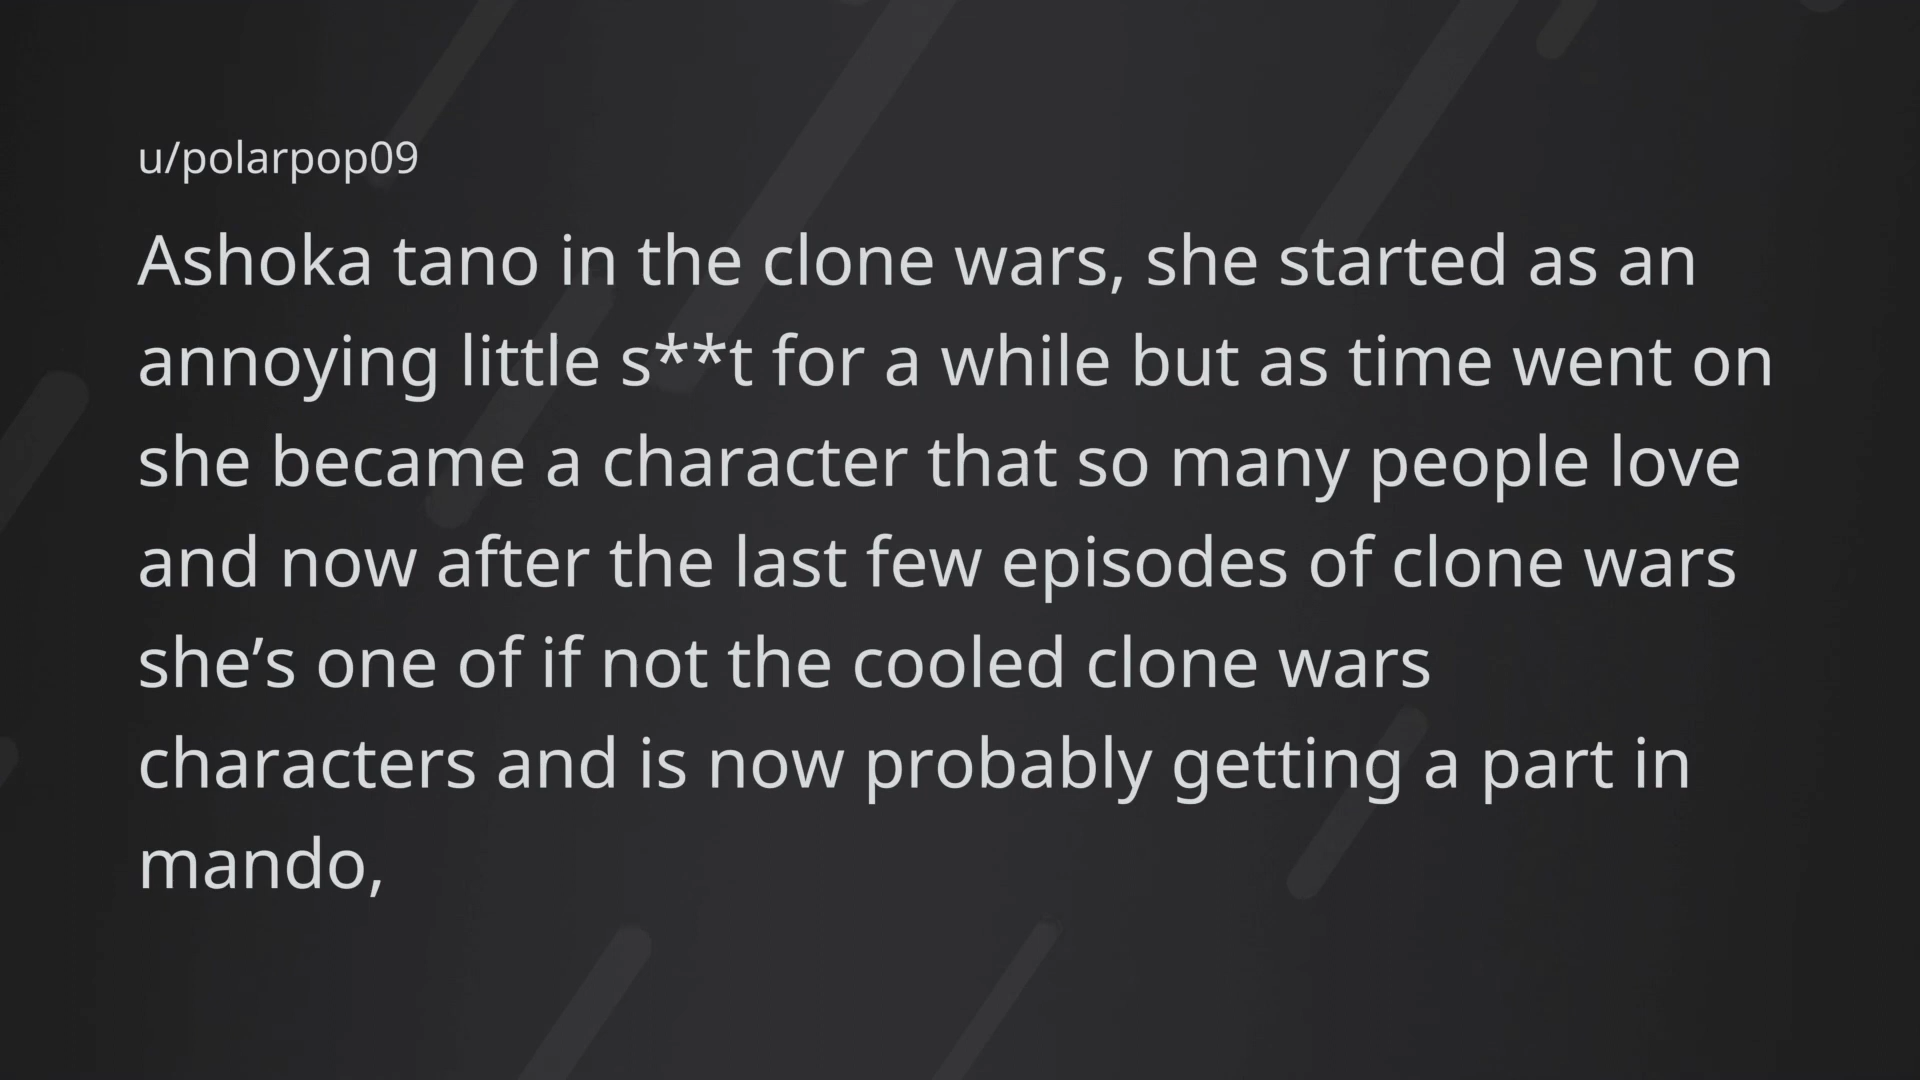 u/polarpop09
Ashoka tano in the clone wars, she started as an
annoying little s**t for a while but as time went on
she became a character that so many people love
and now after the last few episodes of clone wars
she’s one of if not the cooled clone wars
characters and is now probably getting a part in
mando,